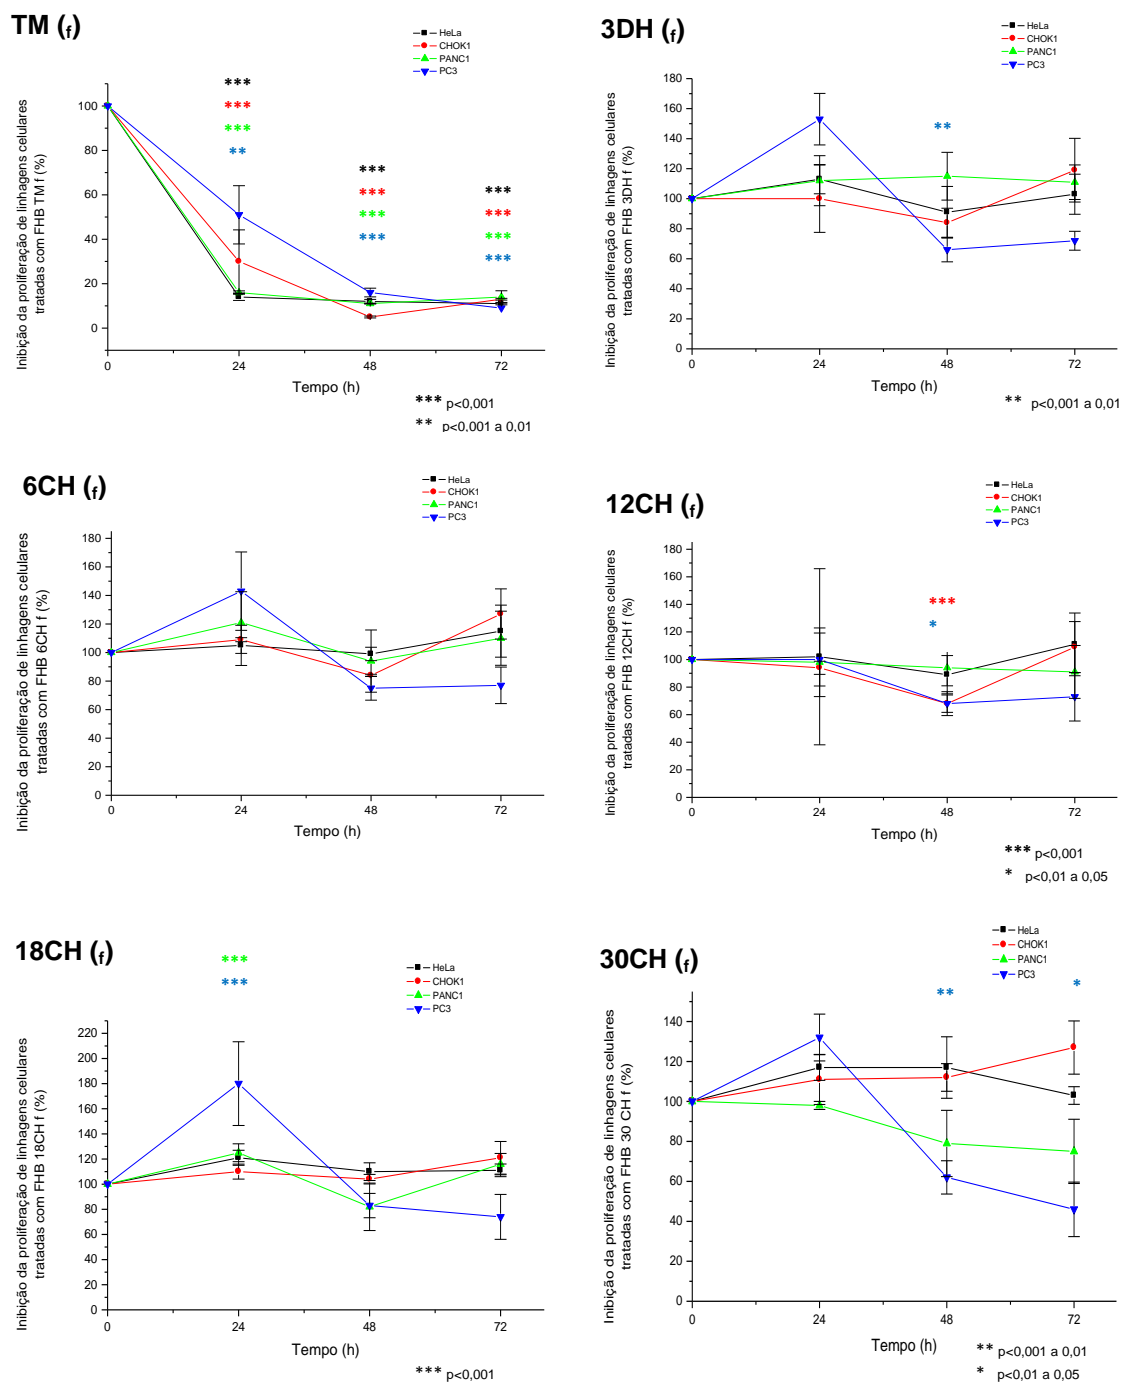 TM (f)
HeLa
CHOK1
PANC1
PC3
***
***
***
**
***
***
***
***
***
***
***
***
Inibição da proliferação de linhagens celulares
tratadas com FHB TM f (%)
100
80
60
40
20
0
0 24 48 72
Tempo (h)
*** p<0,001
** p<0,001 a 0,01
3DH (f)
HeLa
CHOK1
PANC1
PC3
**
Inibição da proliferação de linhagens celulares
tratadas com FHB 3DH f (%)
180
160
140
120
100
80
60
40
20
0
0 24 48 72
Tempo (h)
** p<0,001 a 0,01
6CH (f)
HeLa
CHOK1
PANC1
PC3
Inibição da proliferação de linhagens celulares
tratadas com FHB 6CH f (%)
180
160
140
120
100
80
60
40
20
0
0 24 48 72
Tempo (h)
12CH (f)
HeLa
CHOK1
PANC1
PC3
***
*
Inibição da proliferação de linhagens celulares
tratadas com FHB 12CH f (%)
180
160
140
120
100
80
60
40
20
0
0 24 48 72
Tempo (h)
*** p<0,001
* p<0,01 a 0,05
18CH (f)
***
***
HeLa
CHOK1
PANC1
PC3
Inibição da proliferação de linhagens celulares
tratadas com FHB 18CH f (%)
220
200
180
160
140
120
100
80
60
40
20
0
0 24 48 72
Tempo (h)
*** p<0,001
30CH (f)
HeLa
CHOK1
PANC1
PC3
**
*
Inibição da proliferação de linhagens celulares
tratadas com FHB 30 CH f (%)
140
120
100
80
60
40
20
0
0 24 48 72
Tempo (h)
** p<0,001 a 0,01
* p<0,01 a 0,05